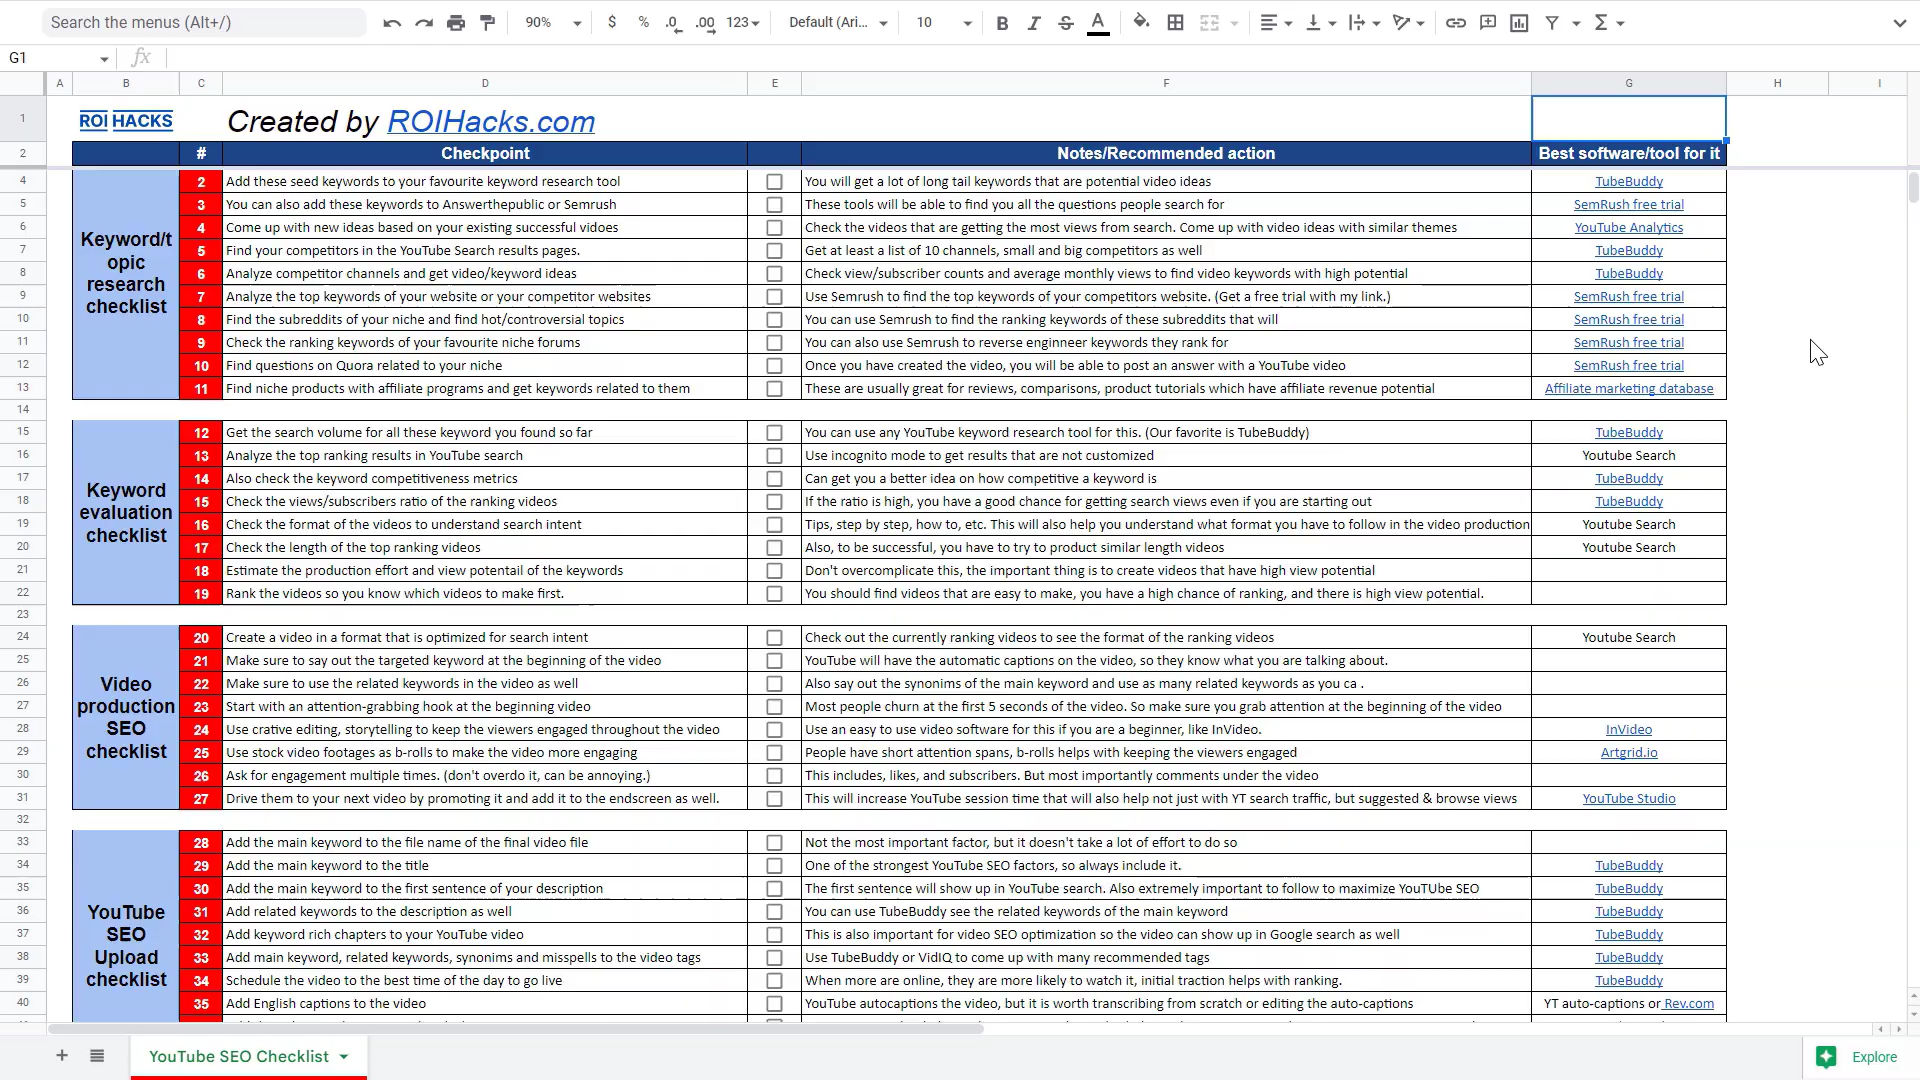 Search the menus (Alt+/)
90%
$ % .0 .00 123
Default (Ari...
10
B I S A
G1
fx
A B C D E F G H I
1 ROI HACKS Created by ROIHacks.com
2 # Checkpoint Notes/Recommended action Best software/tool for it
Keyword/t
opic
research
checklist
4 2 Add these seed keywords to your favourite keyword research tool You will get a lot of long tail keywords that are potential video ideas TubeBuddy
5 3 You can also add these keywords to Answerthepublic or Semrush These tools will be able to find you all the questions people search for SemRush free trial
6 4 Come up with new ideas based on your existing successful vidoes Check the videos that are getting the most views from search. Come up with video ideas with similar themes YouTube Analytics
7 5 Find your competitors in the YouTube Search results pages. Get at least a list of 10 channels, small and big competitors as well TubeBuddy
8 6 Analyze competitor channels and get video/keyword ideas Check view/subscriber counts and average monthly views to find video keywords with high potential TubeBuddy
9 7 Analyze the top keywords of your website or your competitor websites Use Semrush to find the top keywords of your competitors website. (Get a free trial with my link.) SemRush free trial
10 8 Find the subreddits of your niche and find hot/controversial topics You can use Semrush to find the ranking keywords of these subreddits that will SemRush free trial
11 9 Check the ranking keywords of your favourite niche forums You can also use Semrush to reverse enginneer keywords they rank for SemRush free trial
12 10 Find questions on Quora related to your niche Once you have created the video, you will be able to post an answer with a YouTube video SemRush free trial
13 11 Find niche products with affiliate programs and get keywords related to them These are usually great for reviews, comparisons, product tutorials which have affiliate revenue potential Affiliate marketing database
14
Keyword
evaluation
checklist
15 12 Get the search volume for all these keyword you found so far You can use any YouTube keyword research tool for this. (Our favorite is TubeBuddy) TubeBuddy
16 13 Analyze the top ranking results in YouTube search Use incognito mode to get results that are not customized Youtube Search
17 14 Also check the keyword competitiveness metrics Can get you a better idea on how competitive a keyword is TubeBuddy
18 15 Check the views/subscribers ratio of the ranking videos If the ratio is high, you have a good chance for getting search views even if you are starting out TubeBuddy
19 16 Check the format of the videos to understand search intent Tips, step by step, how to, etc. This will also help you understand what format you have to follow in the video production Youtube Search
20 17 Check the length of the top ranking videos Also, to be successful, you have to try to product similar length videos Youtube Search
21 18 Estimate the production effort and view potentail of the keywords Don't overcomplicate this, the important thing is to create videos that have high view potential
22 19 Rank the videos so you know which videos to make first. You should find videos that are easy to make, you have a high chance of ranking, and there is high view potential.
23
Video
production
SEO
checklist
24 20 Create a video in a format that is optimized for search intent Check out the currently ranking videos to see the format of the ranking videos Youtube Search
25 21 Make sure to say out the targeted keyword at the beginning of the video YouTube will have the automatic captions on the video, so they know what you are talking about.
26 22 Make sure to use the related keywords in the video as well Also say out the synonims of the main keyword and use as many related keywords as you ca .
27 23 Start with an attention-grabbing hook at the beginning video Most people churn at the first 5 seconds of the video. So make sure you grab attention at the beginning of the video
28 24 Use crative editing, storytelling to keep the viewers engaged throughout the video Use an easy to use video software for this if you are a beginner, like InVideo. InVideo
29 25 Use stock video footages as b-rolls to make the video more engaging People have short attention spans, b-rolls helps with keeping the viewers engaged Artgrid.io
30 26 Ask for engagement multiple times. (don't overdo it, can be annoying.) This includes, likes, and subscribers. But most importantly comments under the video
31 27 Drive them to your next video by promoting it and add it to the endscreen as well. This will increase YouTube session time that will also help not just with YT search traffic, but suggested & browse views YouTube Studio
32
YouTube
SEO
Upload
checklist
33 28 Add the main keyword to the file name of the final video file Not the most important factor, but it doesn't take a lot of effort to do so
34 29 Add the main keyword to the title One of the strongest YouTube SEO factors, so always include it. TubeBuddy
35 30 Add the main keyword to the first sentence of your description The first sentence will show up in YouTube search. Also extremely important to follow to maximize YouTube SEO TubeBuddy
36 31 Add related keywords to the description as well You can use TubeBuddy see the related keywords of the main keyword TubeBuddy
37 32 Add keyword rich chapters to your YouTube video This is also important for video SEO optimization so the video can show up in Google search as well TubeBuddy
38 33 Add main keyword, related keywords, synonims and misspells to the video tags Use TubeBuddy or VidIQ to come up with many recommended tags TubeBuddy
39 34 Schedule the video to the best time of the day to go live When more are online, they are more likely to watch it, initial traction helps with ranking. TubeBuddy
40 35 Add English captions to the video YouTube autocaptions the video, but it is worth transcribing from scratch or editing the auto-captions YT auto-captions or Rev.com
YouTube SEO Checklist
Explore